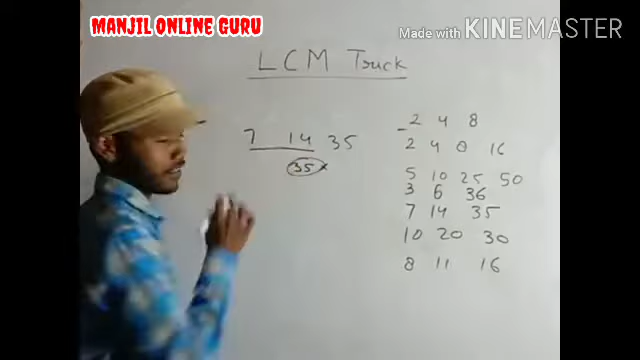 MANJIL ONLINE GURU
Made with KINEMASTER
LCM Truck
7 14 35
35
2 4 8
2 4 8 16
5 10 25 50
3 6 36
7 14 35
10 20 30
8 11 16